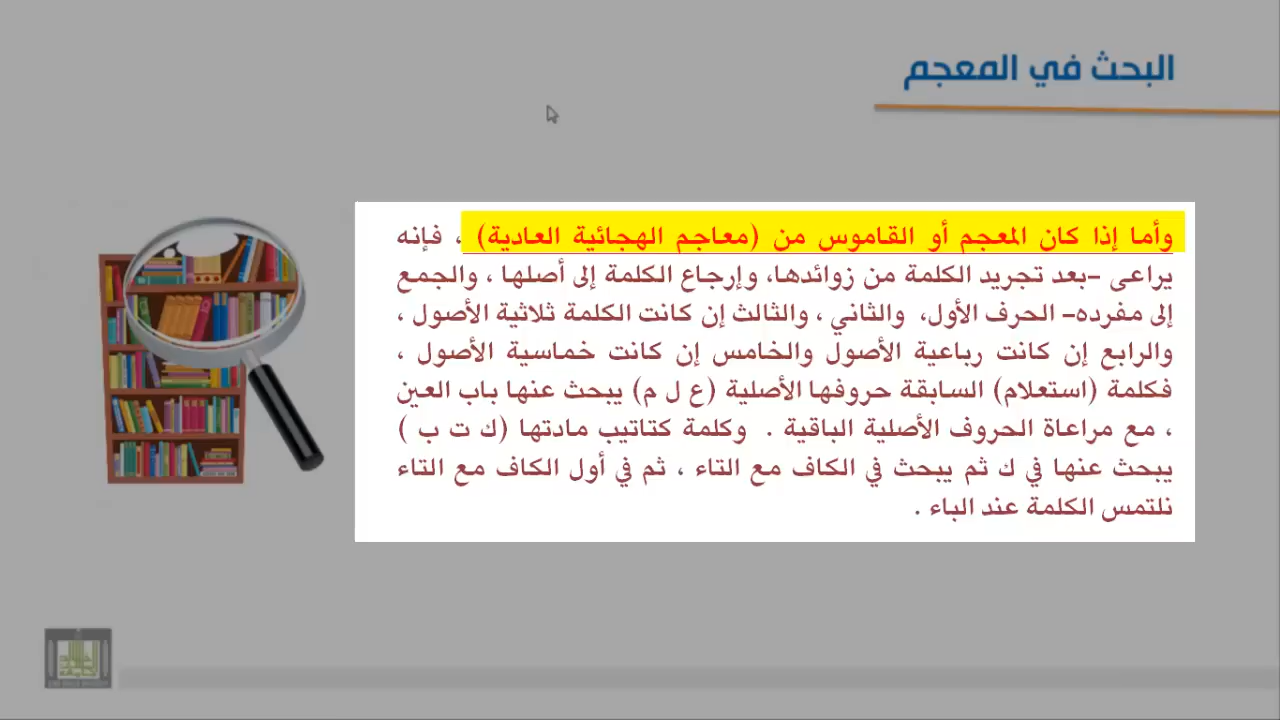 البحث في المعجم
وأما إذا كان المعجم أو القاموس من (معاجم الهجائية العادية) ، فإنه
يراعى -بعد تجريد الكلمة من زوائدها، وإرجاع الكلمة إلى أصلها ، والجمع
إلى مفرده- الحرف الأول، والثاني ، والثالث إن كانت الكلمة ثلاثية الأصول ،
والرابع إن كانت رباعية الأصول والخامس إن كانت خماسية الأصول ،
فكلمة (استعلام) السابقة حروفها الأصلية (ع ل م) يبحث عنها باب العين
، مع مراعاة الحروف الأصلية الباقية . وكلمة كتاتيب مادتها (ك ت ب )
يبحث عنها في ك ثم يبحث في الكاف مع التاء ، ثم في أول الكاف مع التاء
نلتمس الكلمة عند الباء .